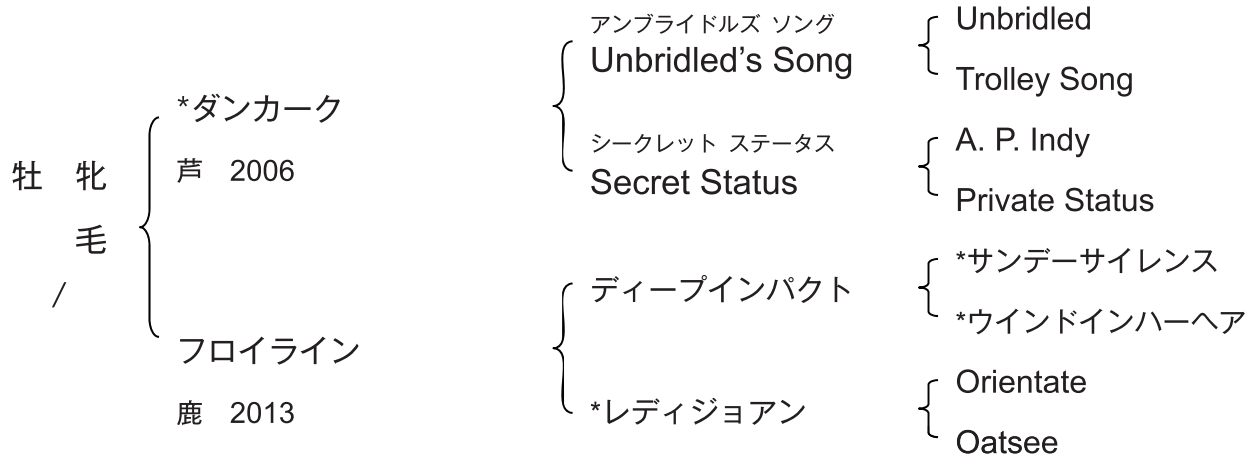 牡 牝
毛
/
*ダンカーク
芦 2006
フロイライン
鹿 2013
アンブライドルズ ソング
Unbridled’s Song
シークレット ステータス
Secret Status
ディープインパクト
*レディジョアン
Unbridled
Trolley Song
A. P. Indy
Private Status
*サンデーサイレンス
*ウインドインハーヘア
Orientate
Oatsee